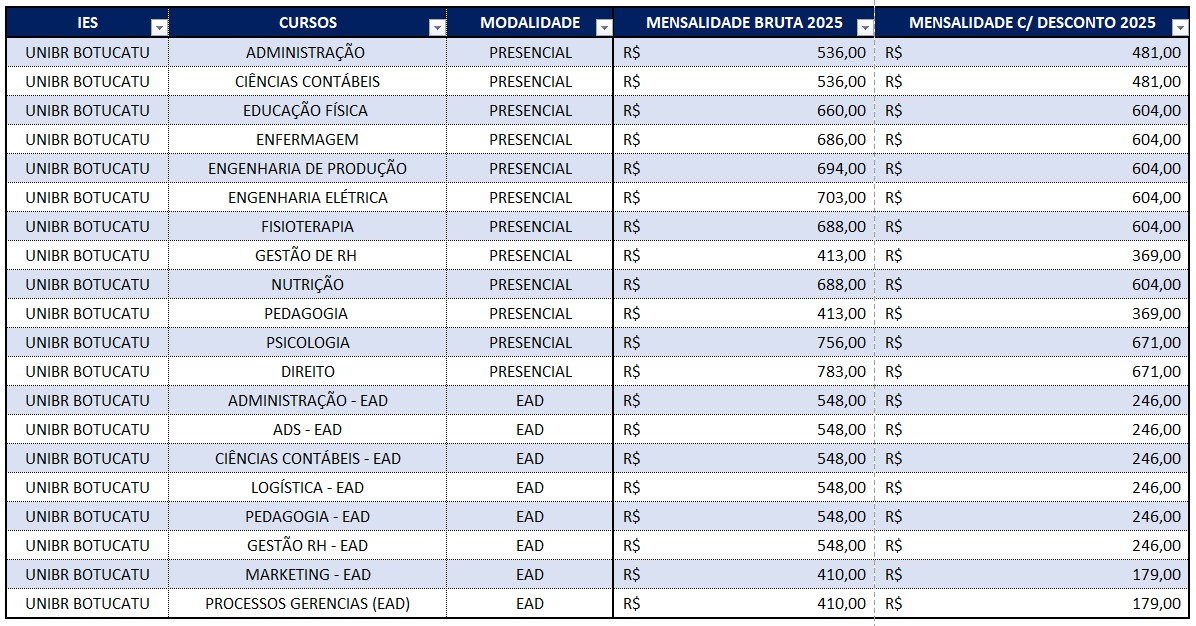 IES CURSOS MODALIDADE MENSALIDADE BRUTA 2025 MENSALIDADE C/ DESCONTO 2025
UNIBR BOTUCATU ADMINISTRAÇÃO PRESENCIAL R$ 536,00 R$ 481,00
UNIBR BOTUCATU CIÊNCIAS CONTÁBEIS PRESENCIAL R$ 536,00 R$ 481,00
UNIBR BOTUCATU EDUCAÇÃO FÍSICA PRESENCIAL R$ 660,00 R$ 604,00
UNIBR BOTUCATU ENFERMAGEM PRESENCIAL R$ 686,00 R$ 604,00
UNIBR BOTUCATU ENGENHARIA DE PRODUÇÃO PRESENCIAL R$ 694,00 R$ 604,00
UNIBR BOTUCATU ENGENHARIA ELÉTRICA PRESENCIAL R$ 703,00 R$ 604,00
UNIBR BOTUCATU FISIOTERAPIA PRESENCIAL R$ 688,00 R$ 604,00
UNIBR BOTUCATU GESTÃO DE RH PRESENCIAL R$ 413,00 R$ 369,00
UNIBR BOTUCATU NUTRIÇÃO PRESENCIAL R$ 688,00 R$ 604,00
UNIBR BOTUCATU PEDAGOGIA PRESENCIAL R$ 413,00 R$ 369,00
UNIBR BOTUCATU PSICOLOGIA PRESENCIAL R$ 756,00 R$ 671,00
UNIBR BOTUCATU DIREITO PRESENCIAL R$ 783,00 R$ 671,00
UNIBR BOTUCATU ADMINISTRAÇÃO - EAD EAD R$ 548,00 R$ 246,00
UNIBR BOTUCATU ADS - EAD EAD R$ 548,00 R$ 246,00
UNIBR BOTUCATU CIÊNCIAS CONTÁBEIS - EAD EAD R$ 548,00 R$ 246,00
UNIBR BOTUCATU LOGÍSTICA - EAD EAD R$ 548,00 R$ 246,00
UNIBR BOTUCATU PEDAGOGIA - EAD EAD R$ 548,00 R$ 246,00
UNIBR BOTUCATU GESTÃO RH - EAD EAD R$ 548,00 R$ 246,00
UNIBR BOTUCATU MARKETING - EAD EAD R$ 410,00 R$ 179,00
UNIBR BOTUCATU PROCESSOS GERENCIAS (EAD) EAD R$ 410,00 R$ 179,00